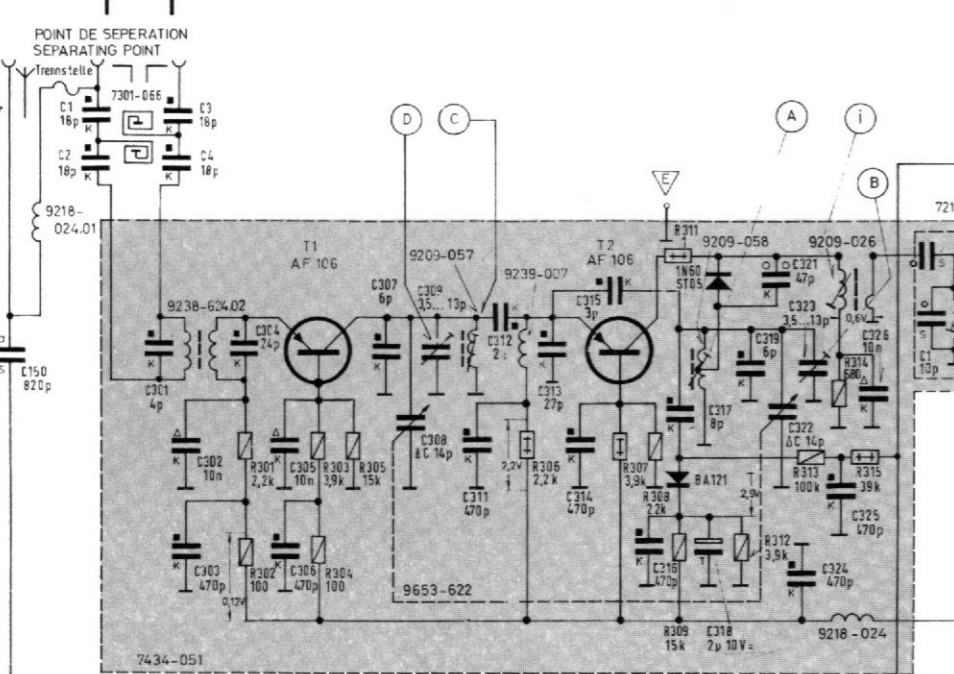 POINT DE SEPERATION
SEPARATING POINT
Trennstelle
7301-066
C1
18p
K
C3
18p
K
C2
18p
K
C4
18p
K
D
C
A
i
B
E
9218-
024.01
7434-051
T1
AF 106
9209-057
9239-007
T2
AF 106
R311
9209-058
9209-026
1N60
ST05
C321
47p
K
C307
6p
C309
3,5...13p
C315
3p
K
C323
3,5...13p
0,6V
9238-624.02
C304
24p
K
K
C301
4p
K
K
C312
C313
27p
K
C319
6p
K
R314
680
C326
10n
K
S
S
C1
10p
S
C150
820p
C302
10n
K
R301
2,2k
C305
10n
K
R303
3,9k
R305
15k
C308
ΔC 14p
C311
470p
K
2,2V
R306
2,2k
C314
470p
K
R307
3,9k
R308
2,2k
K
C317
8p
C322
ΔC 14p
BA121
2,9V
R313
100k
R315
39k
K
C325
470p
C303
470p
K
R302
100
0,12V
C306
470p
K
R304
100
9653-622
K
C316
470p
T
R312
3,9k
K
C324
470p
R309
15k
C318
2µ 10V=
9218-024